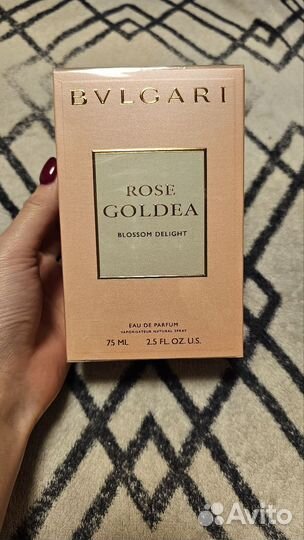 BVLGARI
ROSE
GOLDEA
BLOSSOM DELIGHT
EAU DE PARFUM
VAPORISATEUR NATURAL SPRAY
75 ML 2.5 FL. OZ. U.S.
Avito